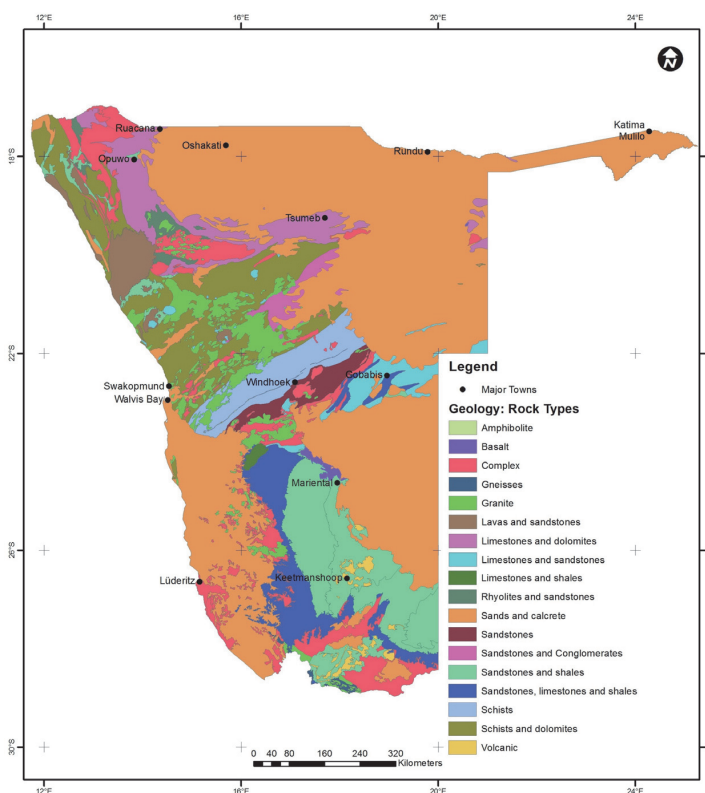 12°E 16°E 20°E 24°E
N
18°S
22°S
26°S
30°S
Ruacana
Oshakati
Opuwo
Rundu
Katima
Mulilo
Tsumeb
Swakopmund
Walvis Bay
Windhoek
Gobabis
Mariental
Lüderitz
Keetmanshoop
Legend
Major Towns
Geology: Rock Types
Amphibolite
Basalt
Complex
Gneisses
Granite
Lavas and sandstones
Limestones and dolomites
Limestones and sandstones
Limestones and shales
Rhyolites and sandstones
Sands and calcrete
Sandstones
Sandstones and Conglomerates
Sandstones and shales
Sandstones, limestones and shales
Schists
Schists and dolomites
Volcanic
0 40 80 160 240 320
Kilometers
12°E 16°E 20°E 24°E